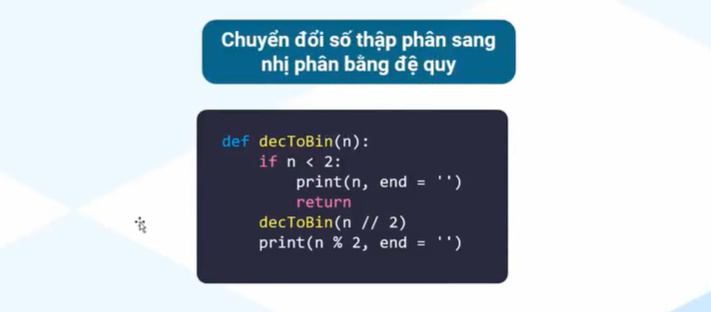 Chuyển đổi số thập phân sang
nhị phân bằng đệ quy
def decToBin(n):
    if n < 2:
        print(n, end = '')
        return
    decToBin(n // 2)
    print(n % 2, end = '')